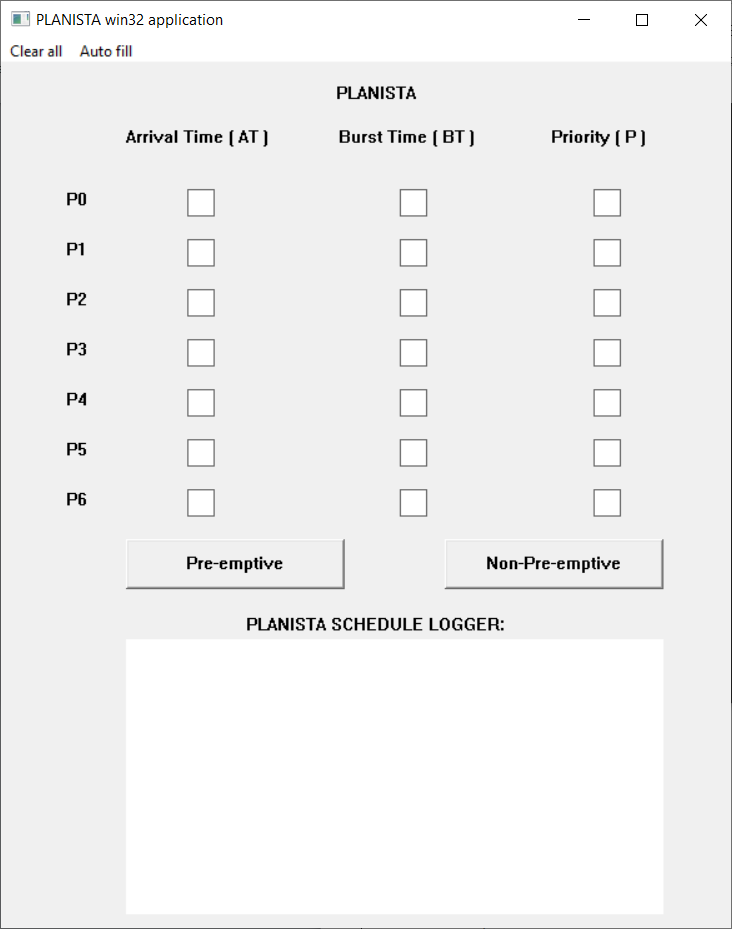 PLANISTA win32 application
Clear all Auto fill
PLANISTA
Arrival Time ( AT ) Burst Time ( BT ) Priority ( P )
P0
P1
P2
P3
P4
P5
P6
Pre-emptive Non-Pre-emptive
PLANISTA SCHEDULE LOGGER: